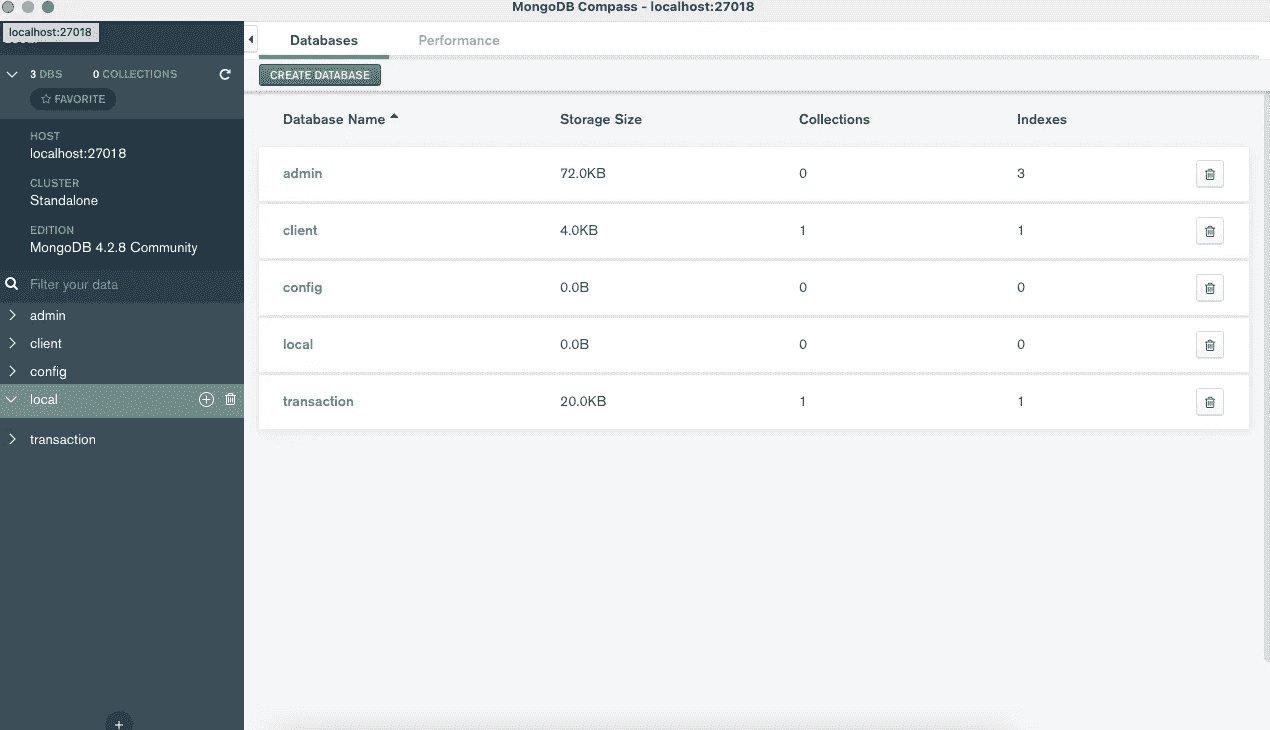 MongoDB Compass - localhost:27018
localhost:27018
3 DBS 0 COLLECTIONS
FAVORITE
HOST
localhost:27018
CLUSTER
Standalone
EDITION
MongoDB 4.2.8 Community
Filter your data
admin
client
config
local
transaction
Databases Performance
CREATE DATABASE
Database Name Storage Size Collections Indexes
admin 72.0KB 0 3
client 4.0KB 1 1
config 0.0B 0 0
local 0.0B 0 0
transaction 20.0KB 1 1